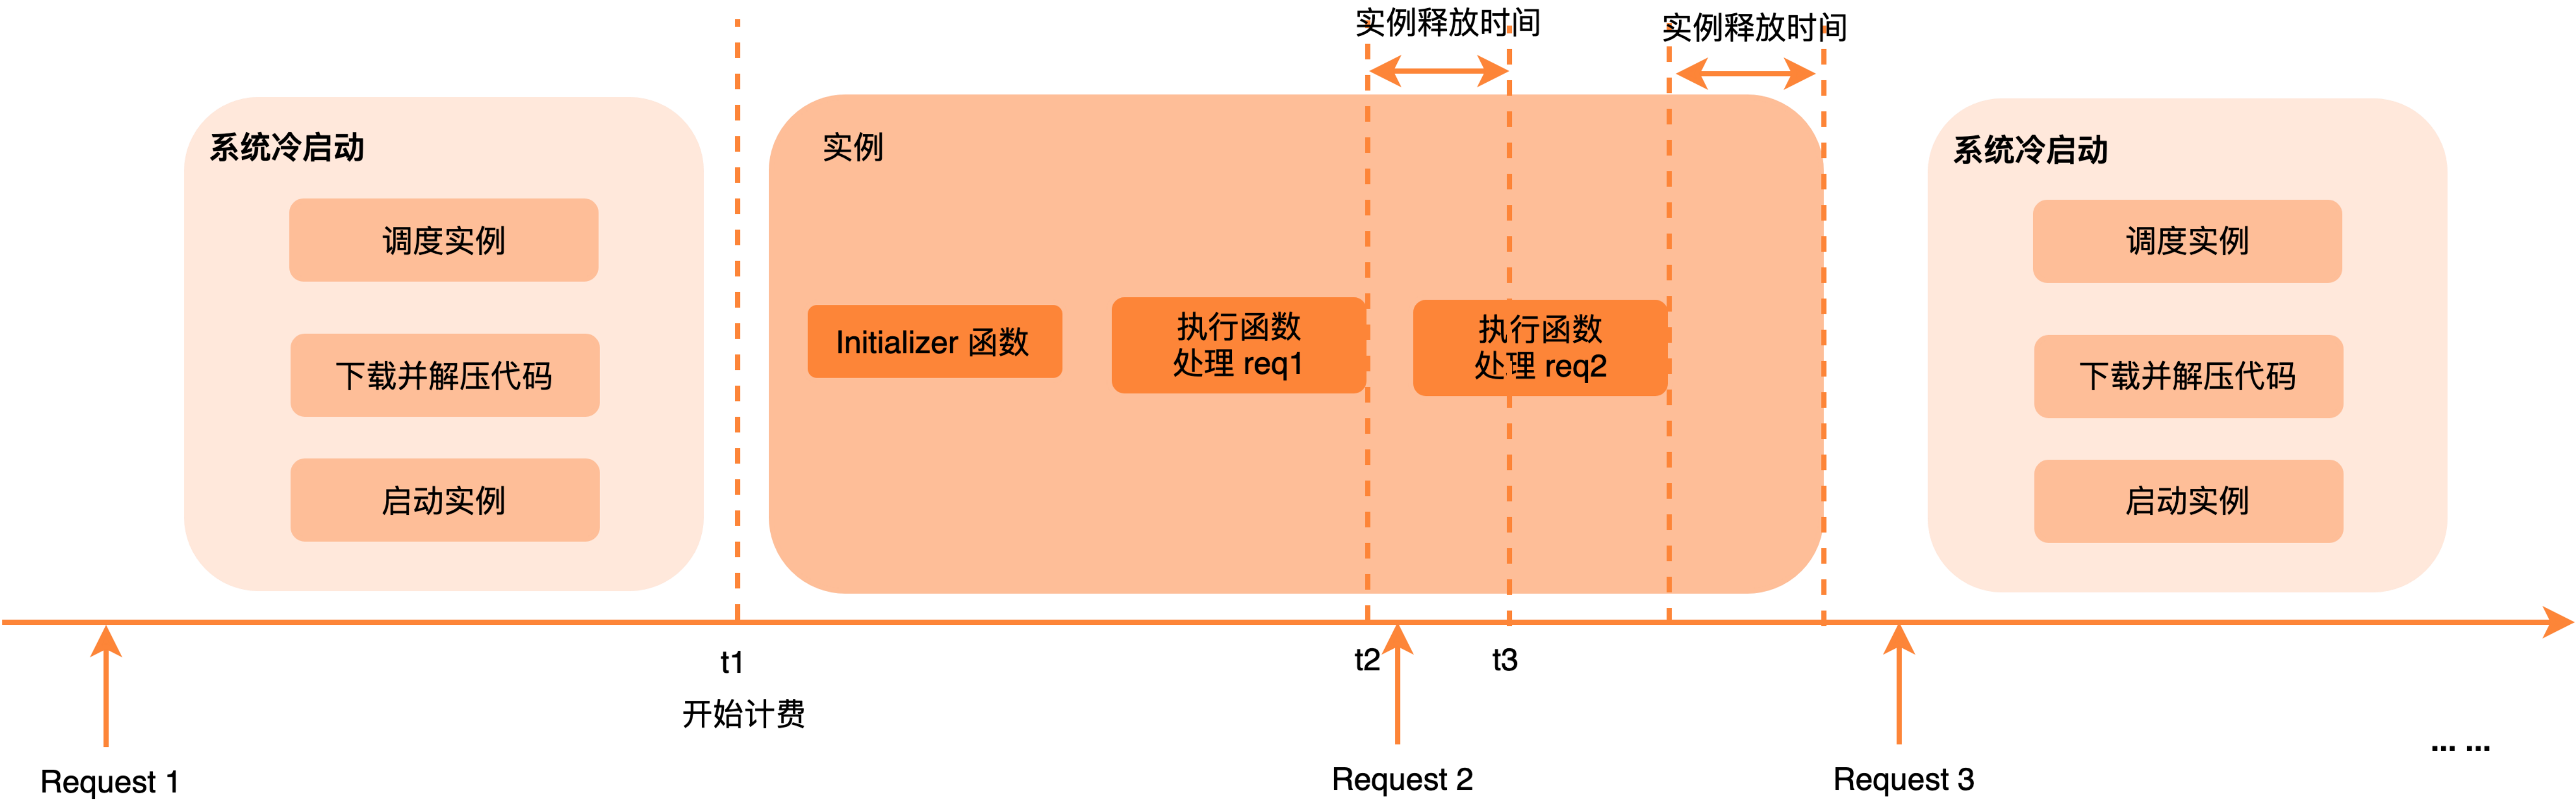 实例释放时间
实例释放时间
系统冷启动
调度实例
下载并解压代码
启动实例
实例
Initializer 函数
执行函数
处理 req1
执行函数
处理 req2
系统冷启动
调度实例
下载并解压代码
启动实例
t1
开始计费
t2
t3
Request 1
Request 2
Request 3
... ...